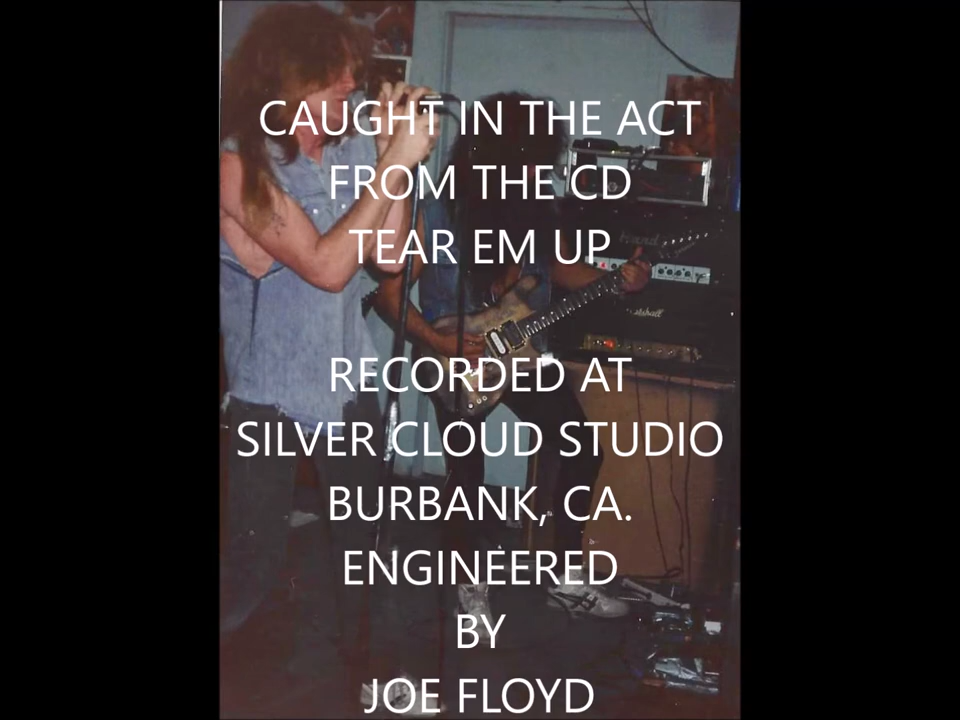 CAUGHT IN THE ACT
FROM THE CD
TEAR EM UP
RECORDED AT
SILVER CLOUD STUDIO
BURBANK, CA.
ENGINEERED
BY
JOE FLOYD
Marshall